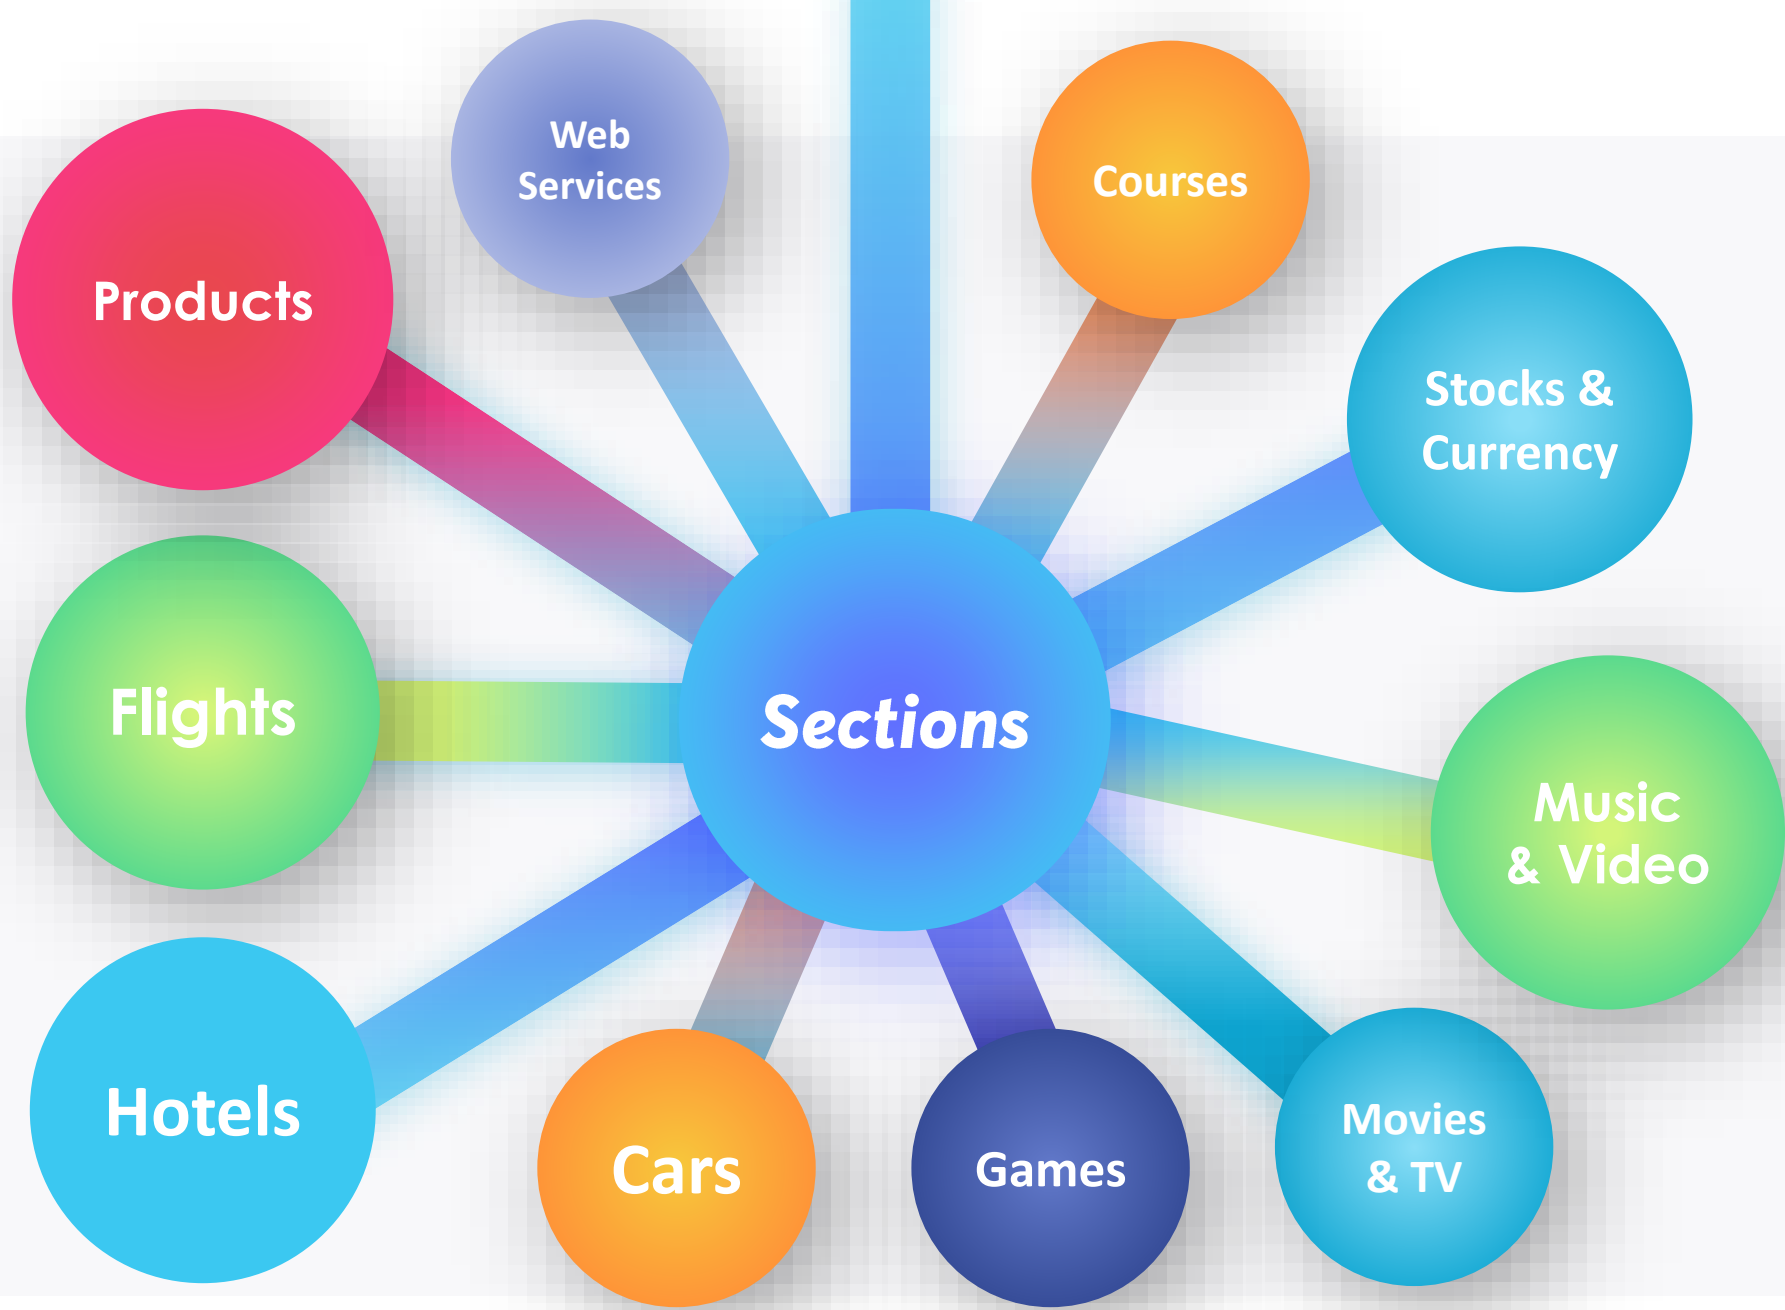 Web
Services
Courses
Products
Stocks &
Currency
Flights
Sections
Music
& Video
Hotels
Cars
Games
Movies
& TV